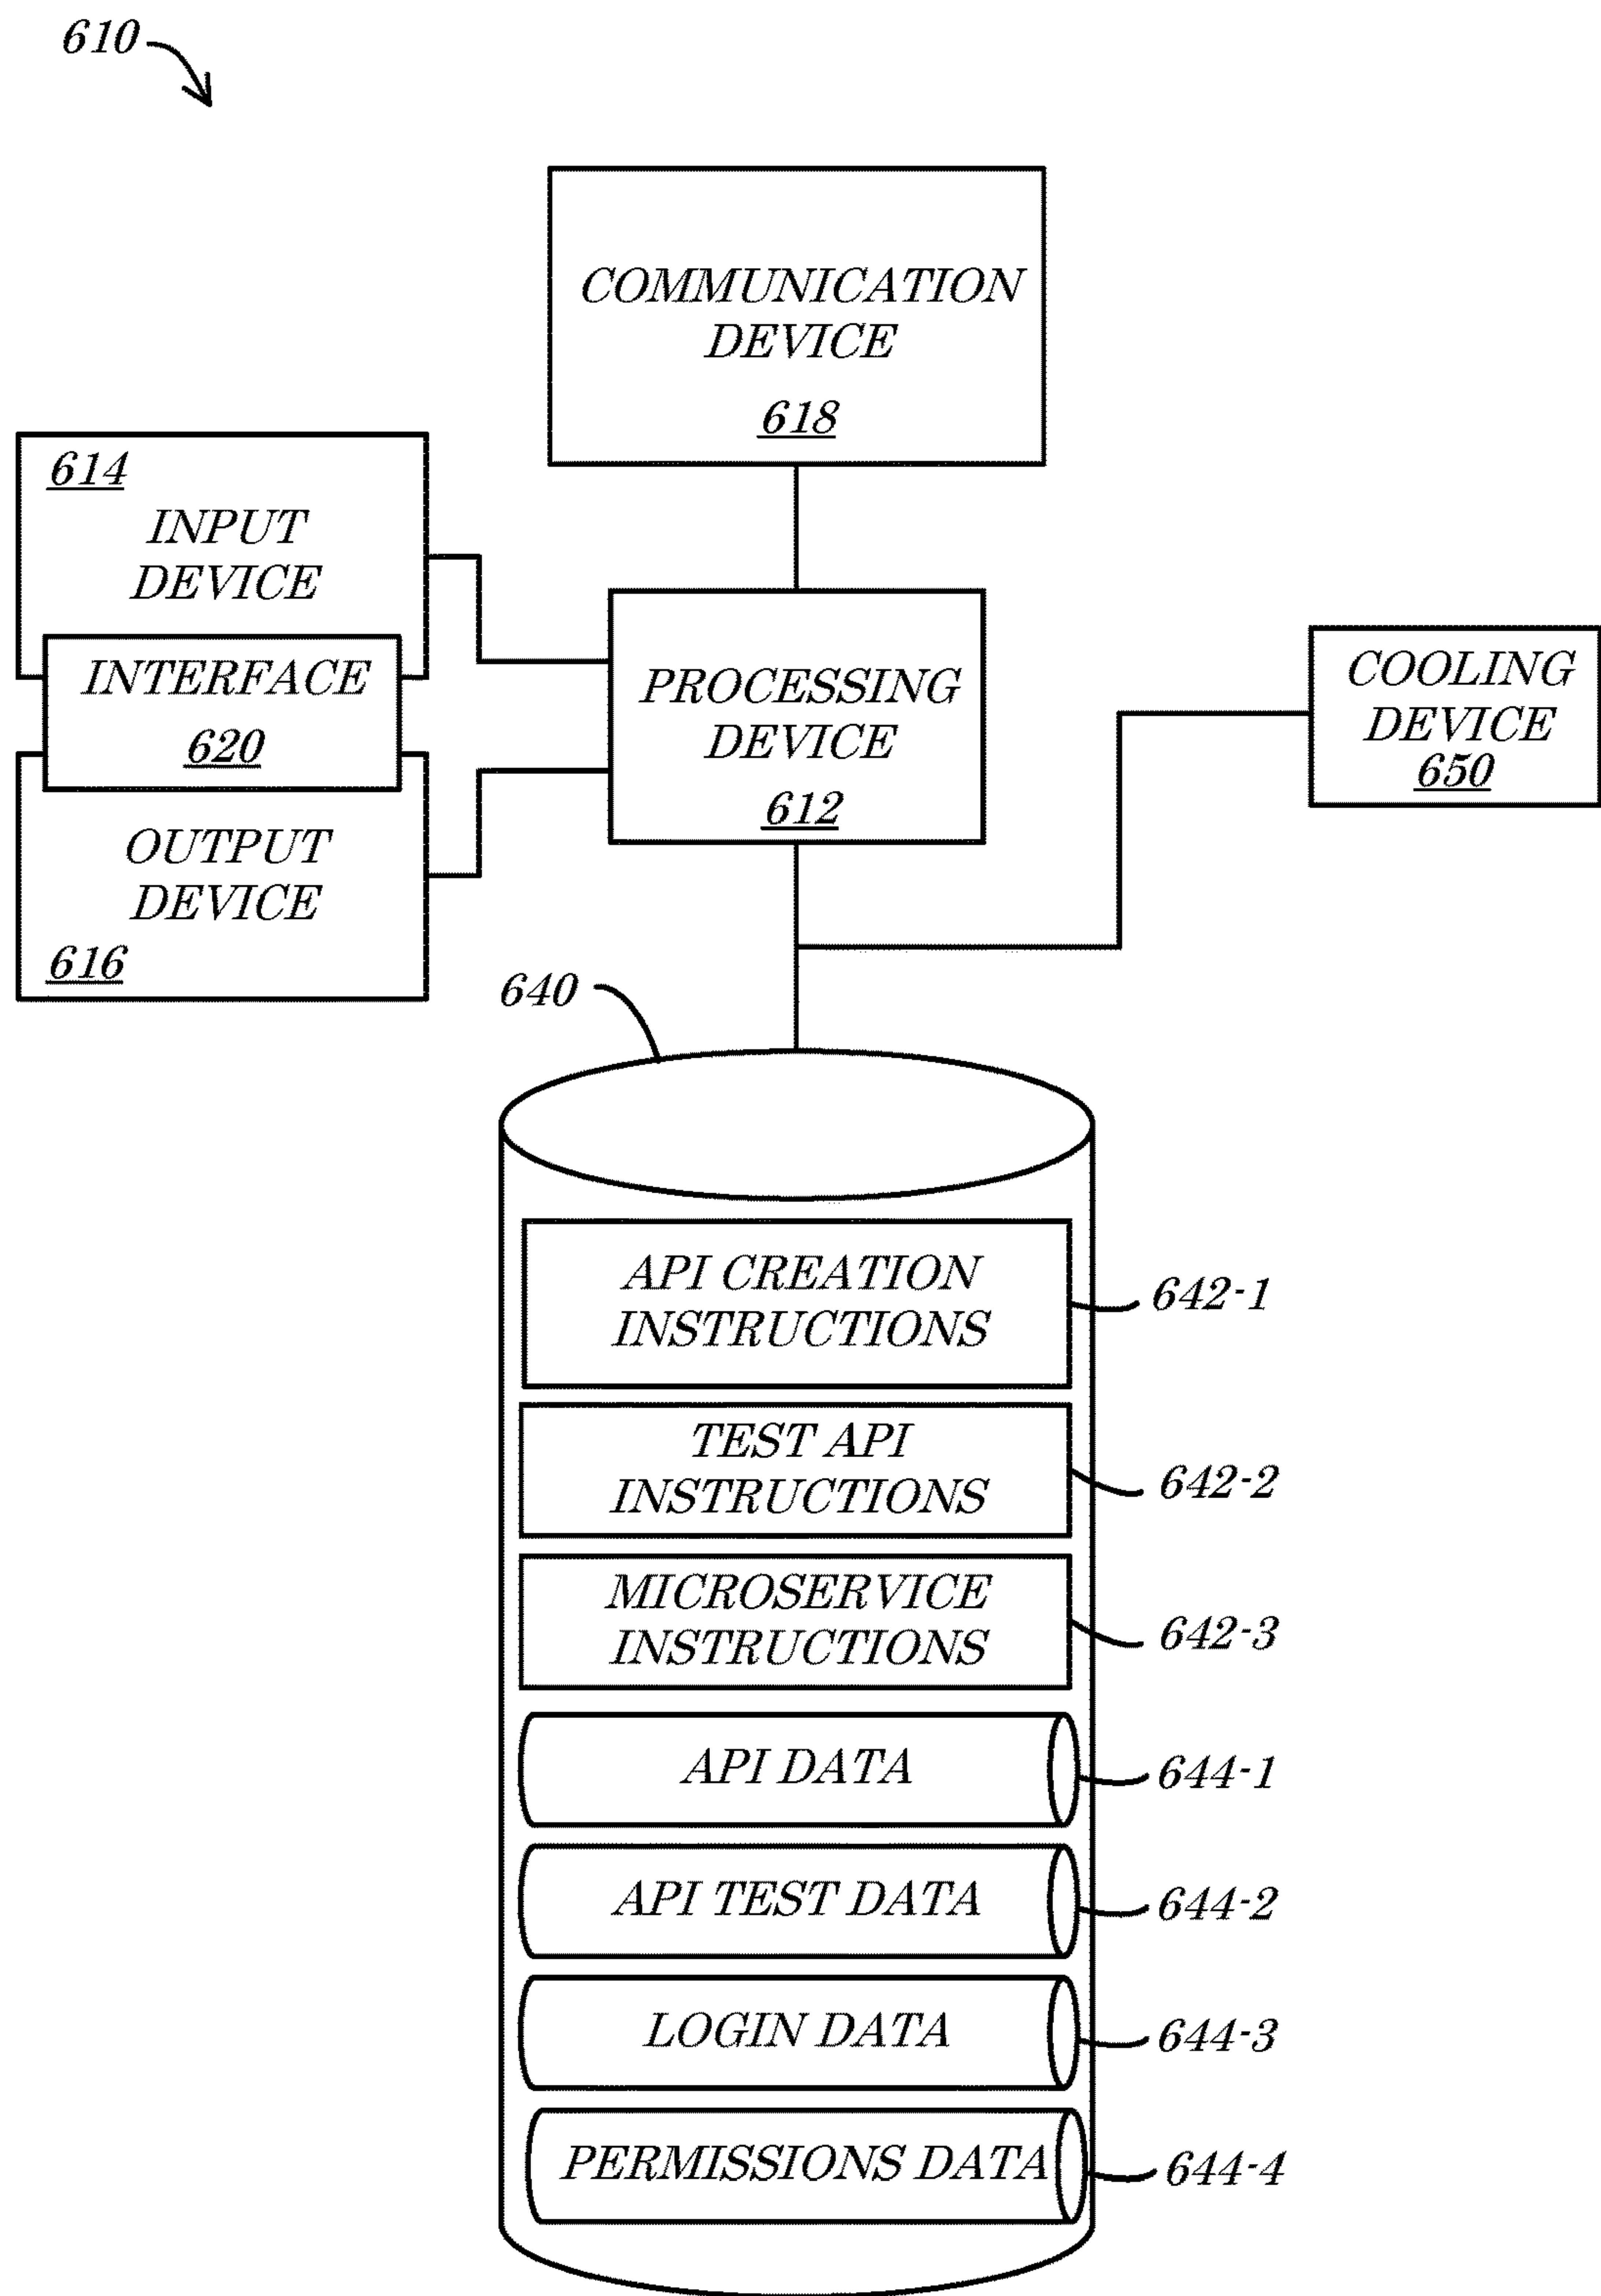 610
COMMUNICATION
DEVICE
618
614
INPUT
DEVICE
INTERFACE
620
OUTPUT
DEVICE
616
PROCESSING
DEVICE
612
COOLING
DEVICE
650
640
API CREATION
INSTRUCTIONS
642-1
TEST API
INSTRUCTIONS
642-2
MICROSERVICE
INSTRUCTIONS
642-3
API DATA
644-1
API TEST DATA
644-2
LOGIN DATA
644-3
PERMISSIONS DATA
644-4